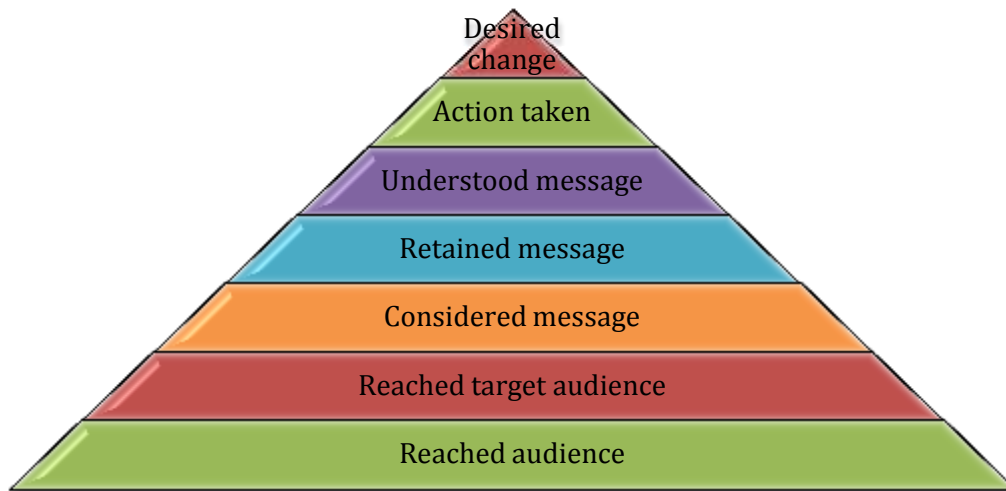 Desired
change
Action taken
Understood message
Retained message
Considered message
Reached target audience
Reached audience